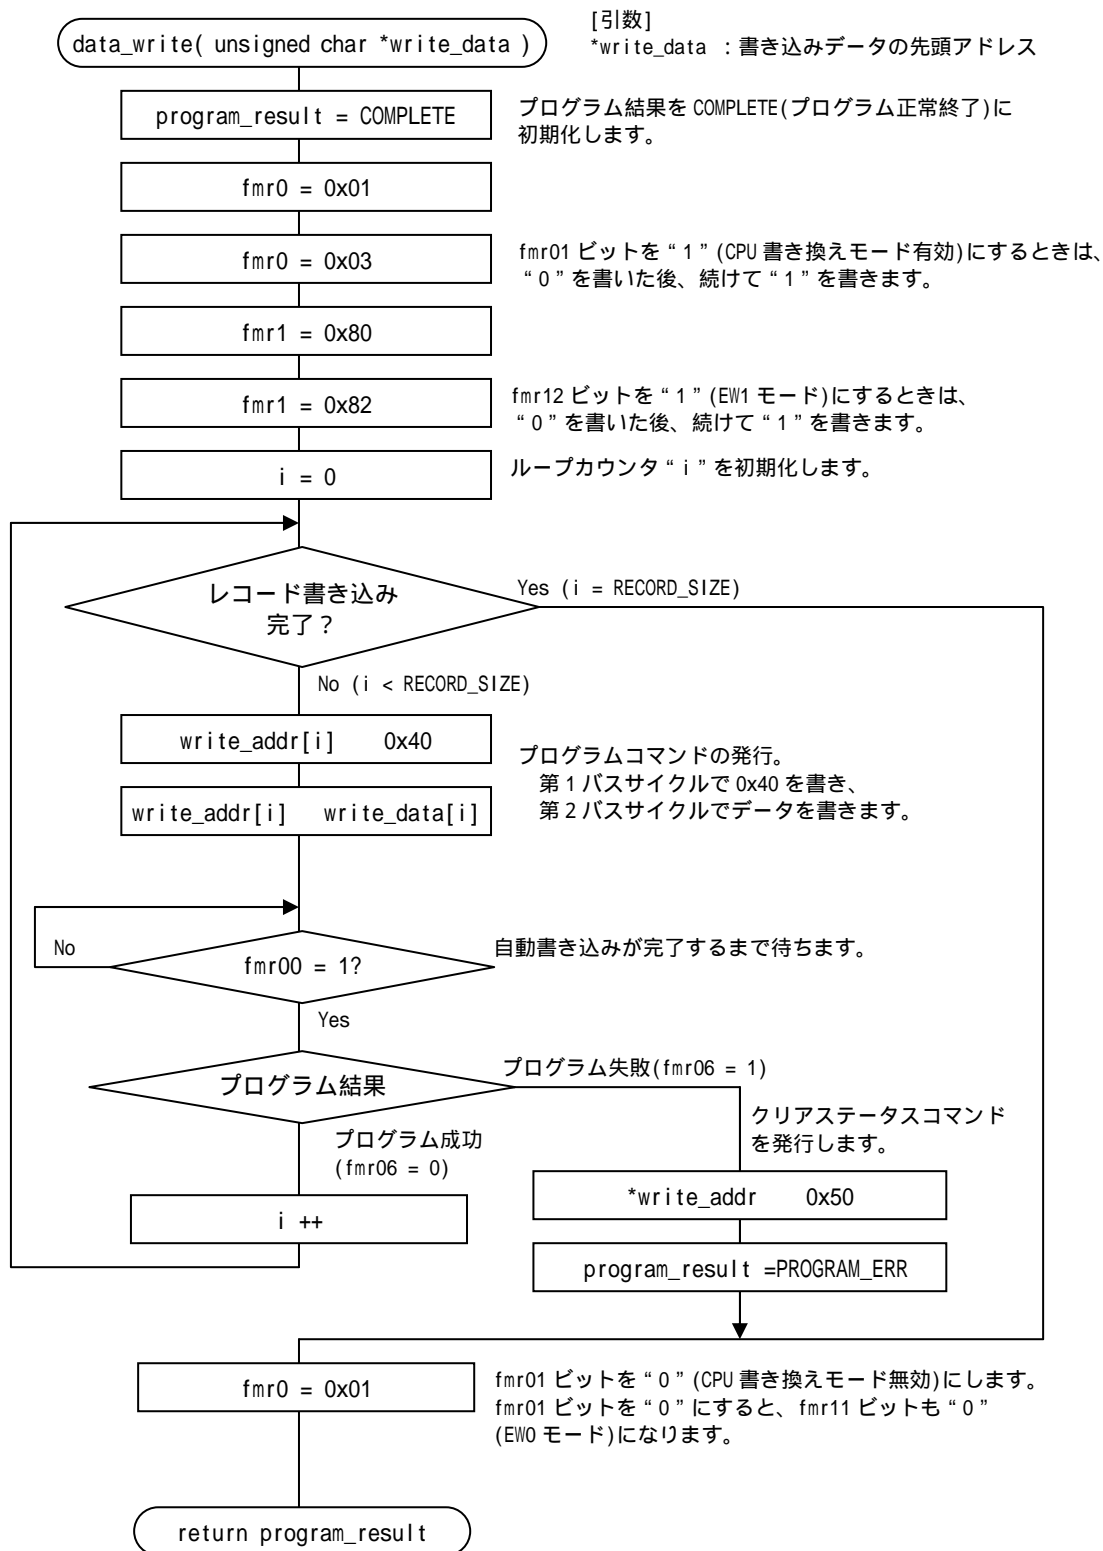 [引数]
data_write( unsigned char *write_data )
*write_data :書き込みデータの先頭アドレス
program_result = COMPLETE
プログラム結果を COMPLETE(プログラム正常終了)に
初期化します。
fmr0 = 0x01
fmr0 = 0x03
fmr01 ビットを“1”(CPU 書き換えモード有効)にするときは、
“0”を書いた後、続けて“1”を書きます。
fmr1 = 0x80
fmr1 = 0x82
fmr12 ビットを“1”(EW1 モード)にするときは、
“0”を書いた後、続けて“1”を書きます。
i = 0
ループカウンタ“i”を初期化します。
レコード書き込み
完了？
Yes (i = RECORD_SIZE)
No (i < RECORD_SIZE)
write_addr[i] 0x40
write_addr[i] write_data[i]
プログラムコマンドの発行。
第1バスサイクルで 0x40 を書き、
第2バスサイクルでデータを書きます。
No
fmr00 = 1?
自動書き込みが完了するまで待ちます。
Yes
プログラム結果
プログラム失敗(fmr06 = 1)
プログラム成功
(fmr06 = 0)
クリアステータスコマンド
を発行します。
i ++
*write_addr 0x50
program_result =PROGRAM_ERR
fmr0 = 0x01
fmr01 ビットを“0”(CPU 書き換えモード無効)にします。
fmr01 ビットを“0”にすると、fmr11 ビットも“0”
(EW0 モード)になります。
return program_result